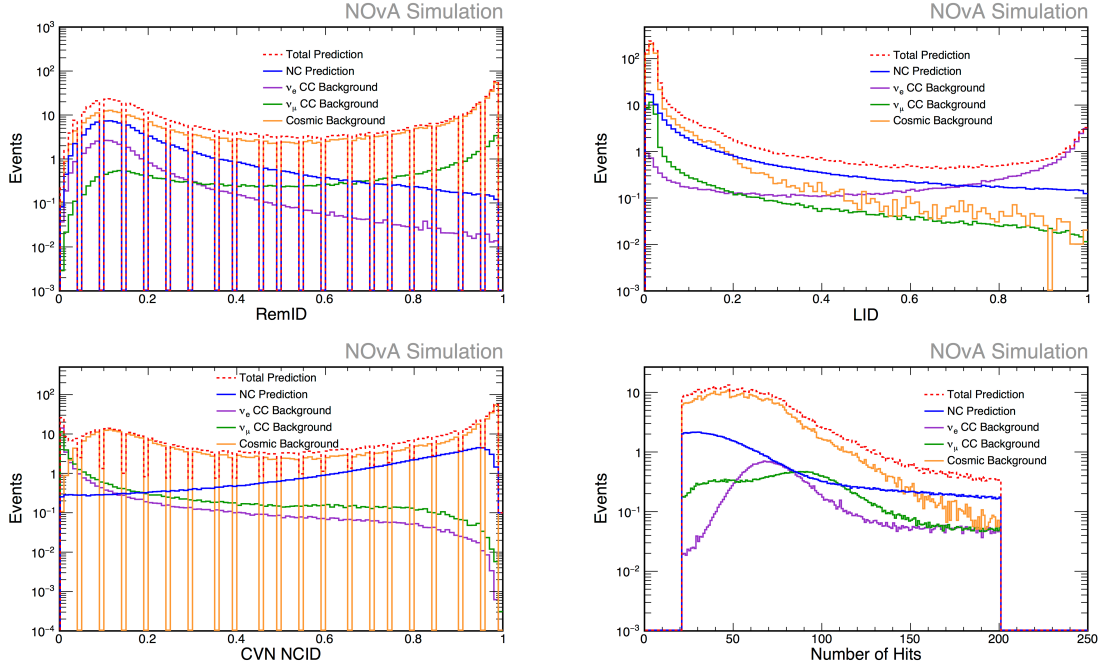 NOvA Simulation
Events
10³
10²
10
1
10⁻¹
10⁻²
10⁻³
Total Prediction
NC Prediction
νe CC Background
νμ CC Background
Cosmic Background
0 0.2 0.4 0.6 0.8 1
RemID
NOvA Simulation
Events
10²
10
1
10⁻¹
10⁻²
10⁻³
Total Prediction
NC Prediction
νe CC Background
νμ CC Background
Cosmic Background
0 0.2 0.4 0.6 0.8 1
LID
NOvA Simulation
Events
10²
10
1
10⁻¹
10⁻²
10⁻³
10⁻⁴
Total Prediction
NC Prediction
νe CC Background
νμ CC Background
Cosmic Background
0 0.2 0.4 0.6 0.8 1
CVN NCID
NOvA Simulation
Events
10
1
10⁻¹
10⁻²
10⁻³
Total Prediction
NC Prediction
νe CC Background
νμ CC Background
Cosmic Background
0 50 100 150 200 250
Number of Hits